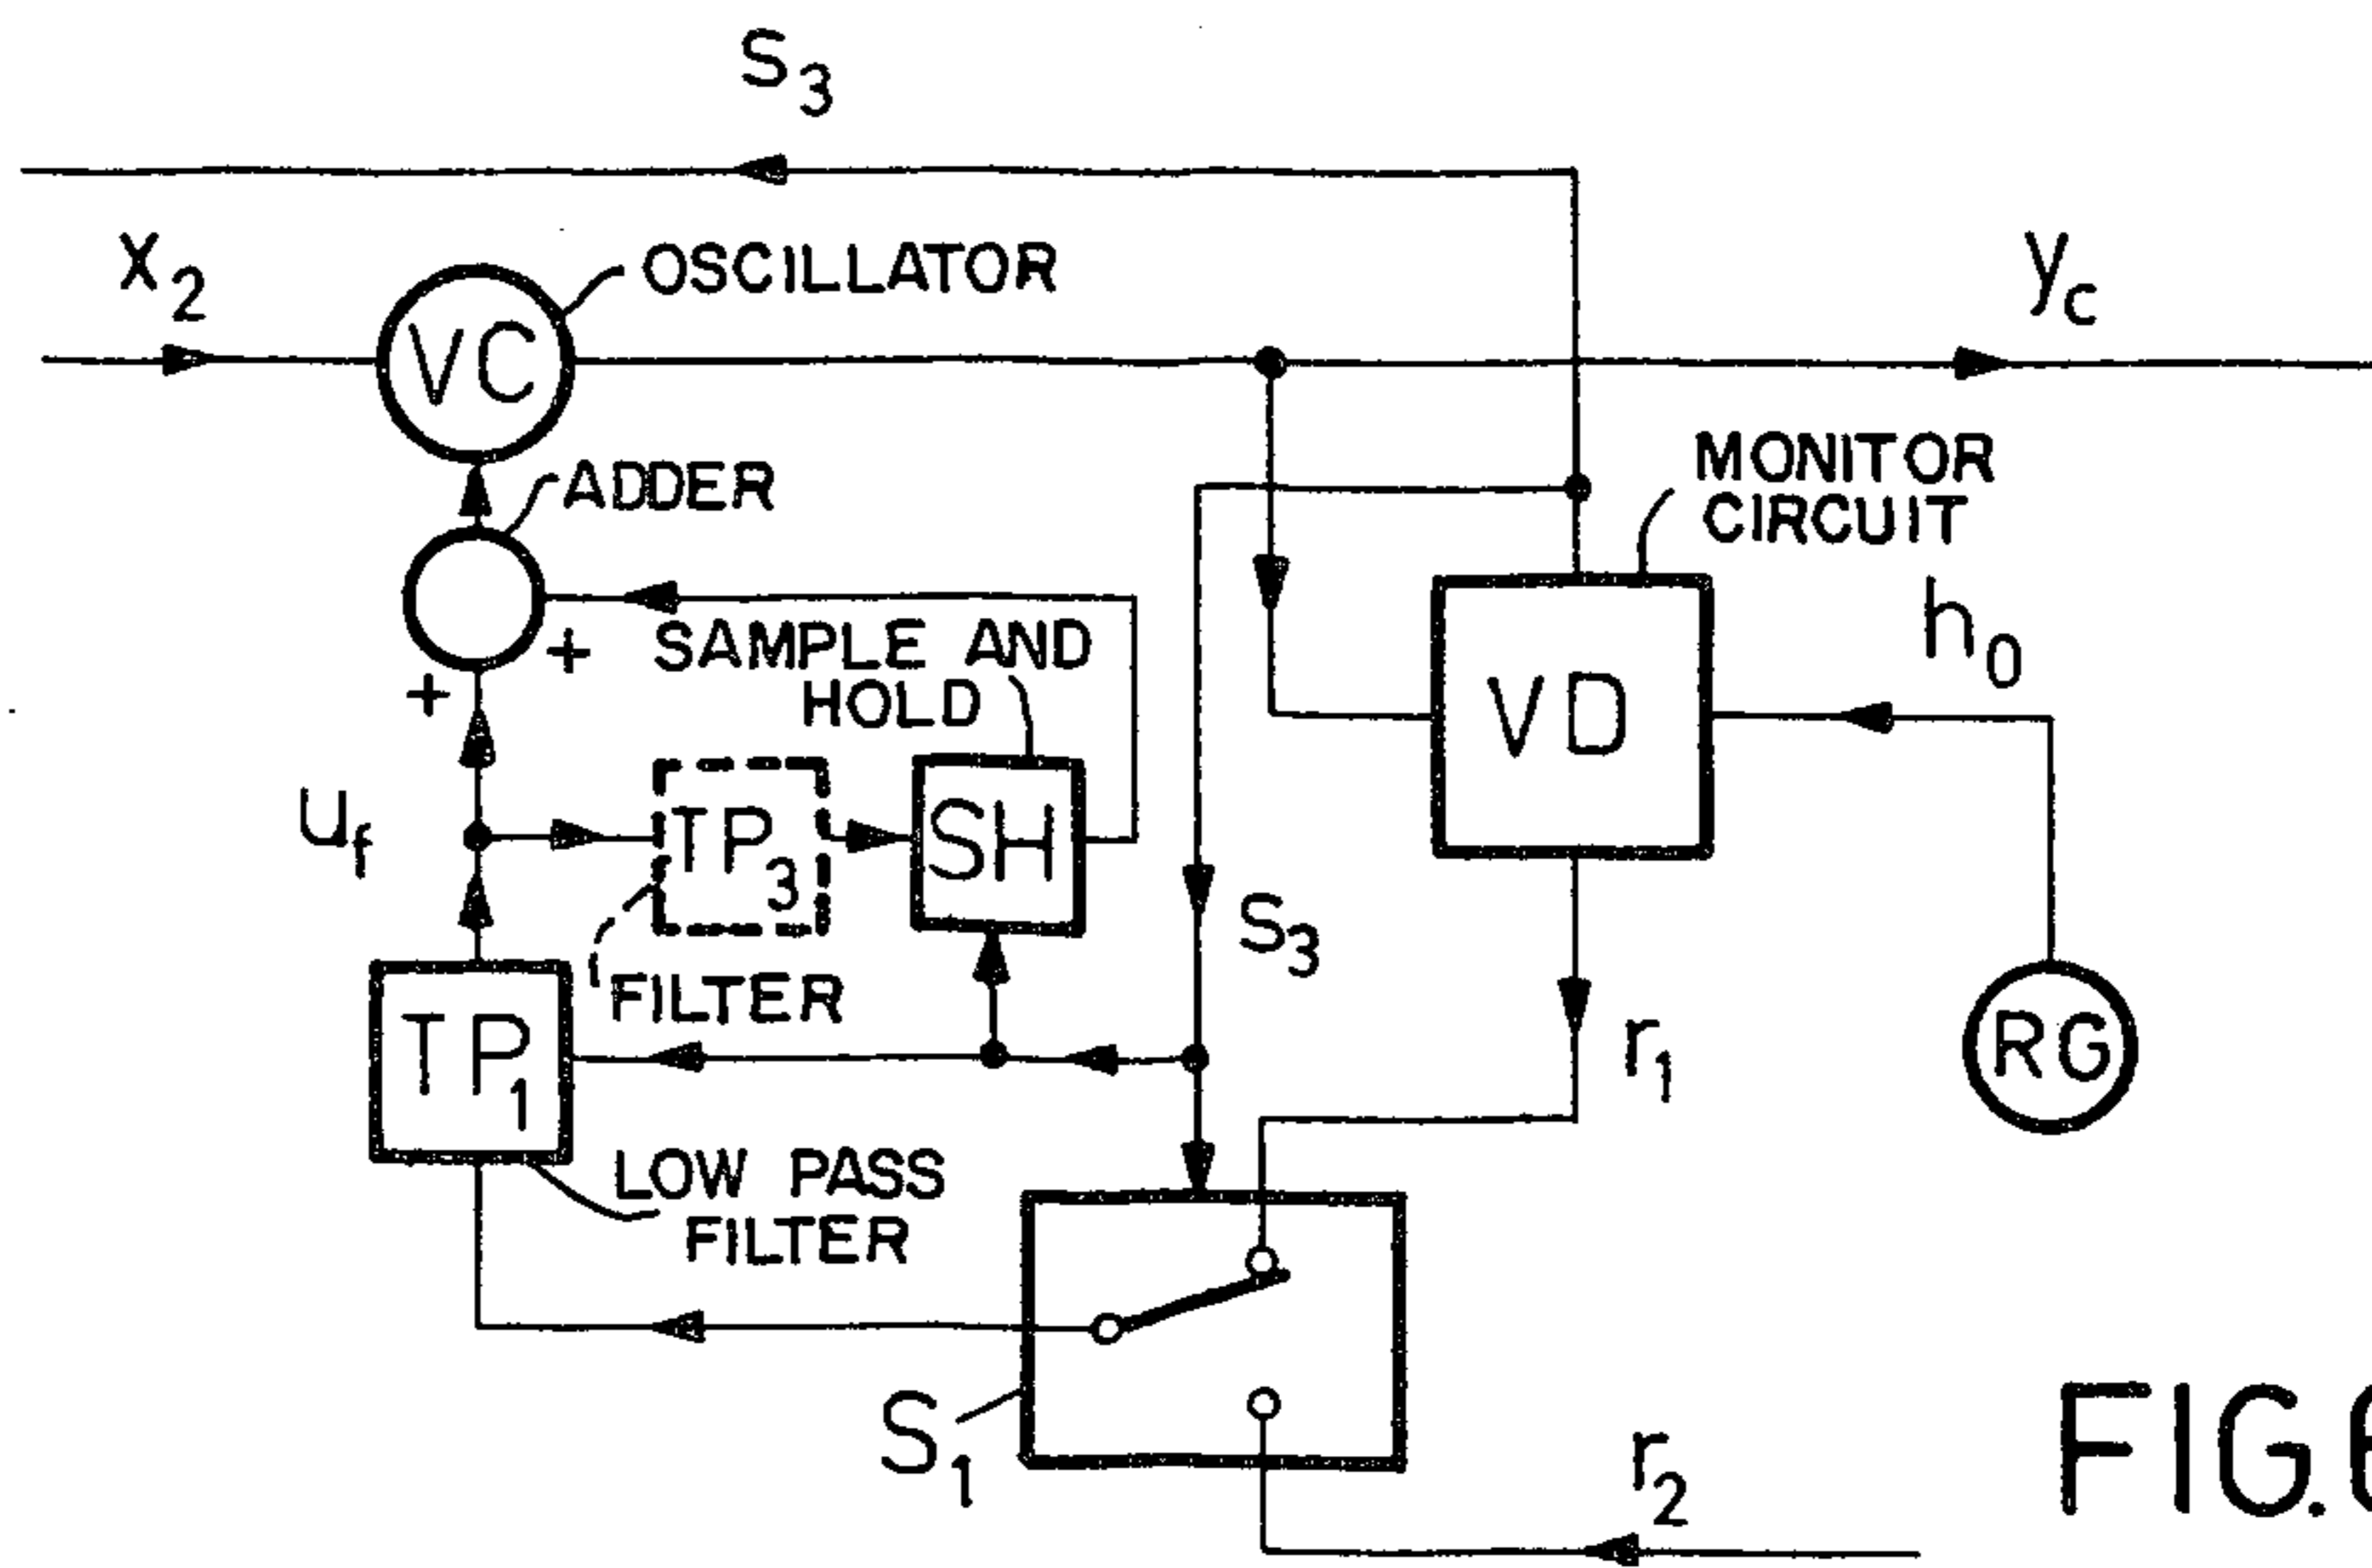 S3
x2
OSCILLATOR
yc
VC
ADDER
MONITOR
CIRCUIT
h0
+
SAMPLE AND
HOLD
+
VD
uf
TP3
SH
S3
FILTER
TP1
r1
RG
LOW PASS
FILTER
S1
r2
FIG.